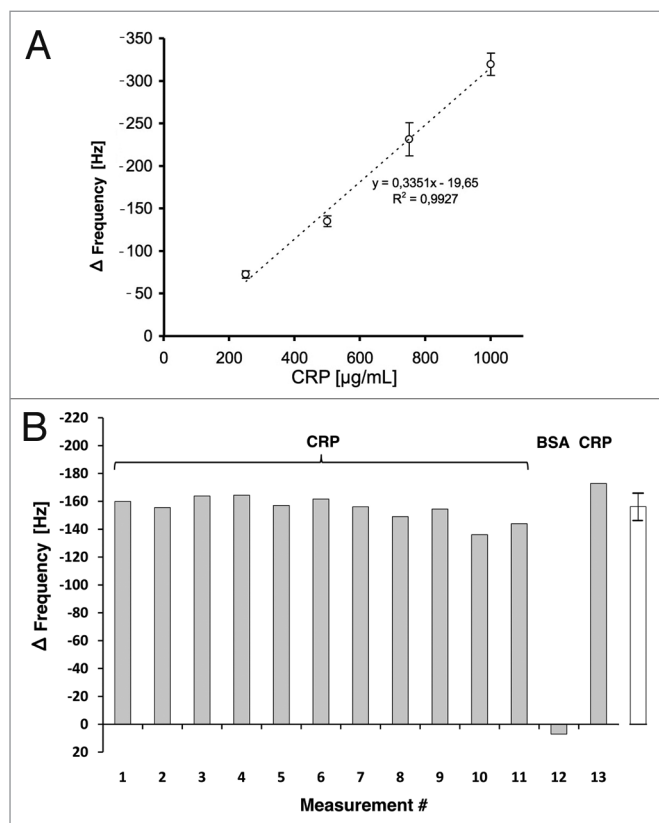 A
-350
-300
-250
-200
-150
-100
- 50
0
Δ Frequency [Hz]
y = 0,3351x - 19,65
R² = 0,9927
0 200 400 600 800 1000
CRP [µg/mL]
B
-220
-200
-180
-160
-140
-120
-100
-80
-60
-40
-20
0
20
Δ Frequency [Hz]
CRP BSA CRP
1 2 3 4 5 6 7 8 9 10 11 12 13
Measurement #